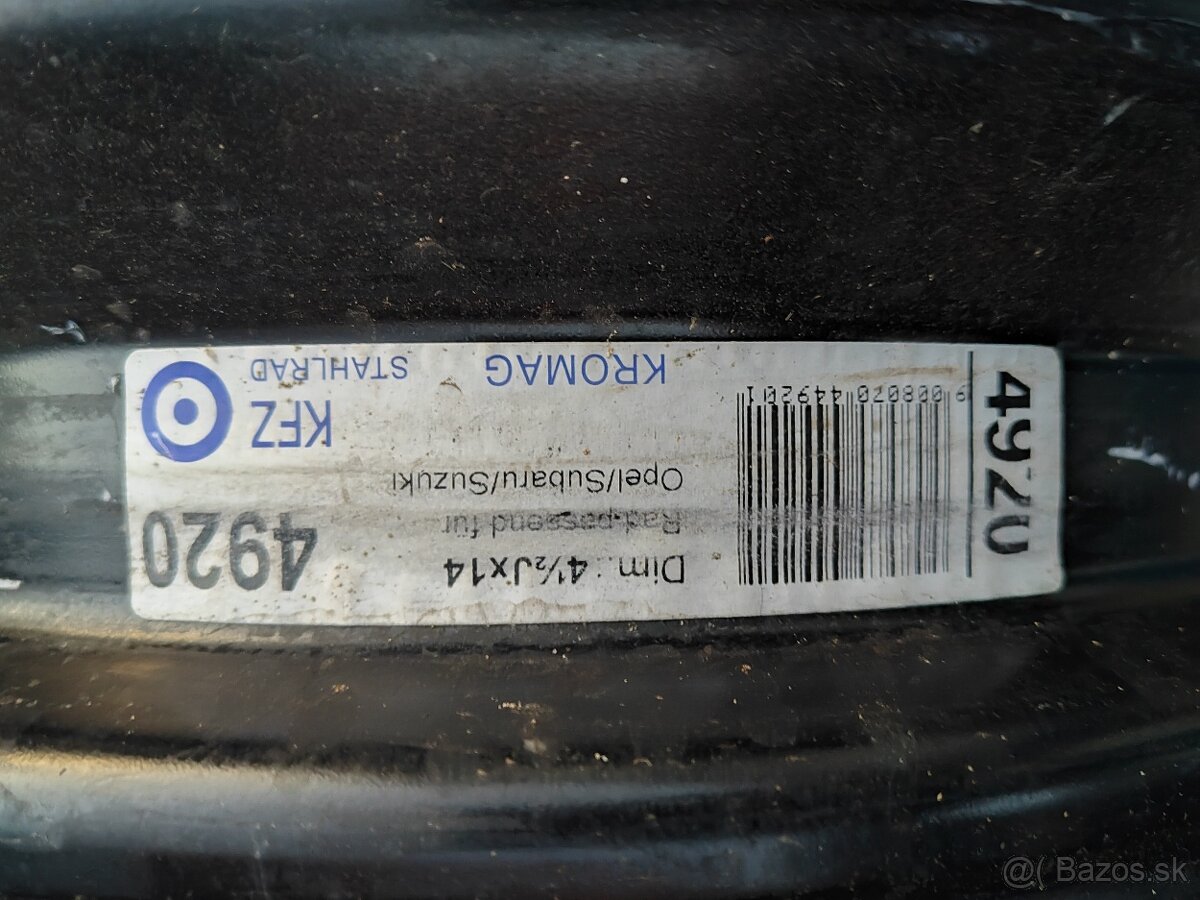 4920
Dim.: 4½Jx14
Rad passend für
Opel/Subaru/Suzuki
4920
KFZ
STAHLRAD
KROMAG
9 008070 449201
@( Bazos.sk